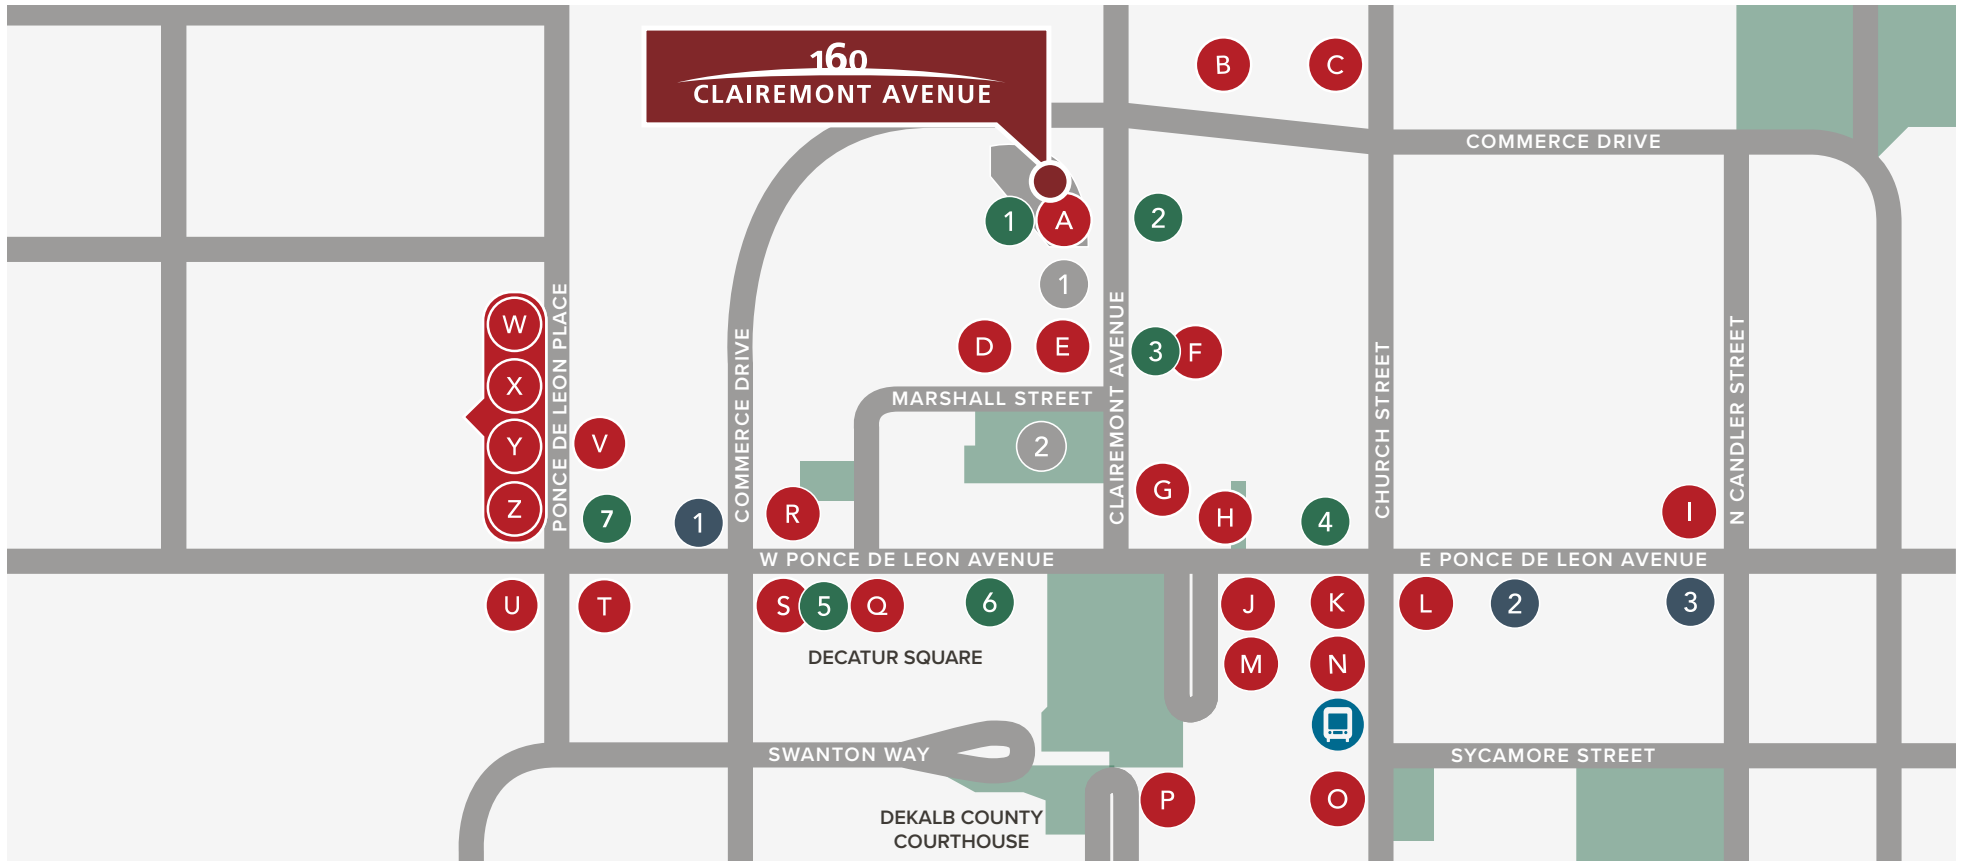 160
CLAIREMONT AVENUE
B
C
COMMERCE DRIVE
1
A
2
1
W
X
Y
Z
PONCE DE LEON PLACE
V
7
1
COMMERCE DRIVE
D
E
3
F
MARSHALL STREET
2
CLAIREMONT AVENUE
R
G
H
4
CHURCH STREET
I
N CANDLER STREET
W PONCE DE LEON AVENUE
E PONCE DE LEON AVENUE
U
T
S
5
Q
6
J
K
L
2
3
DECATUR SQUARE
M
N
SWANTON WAY
SYCAMORE STREET
P
O
DEKALB COUNTY
COURTHOUSE